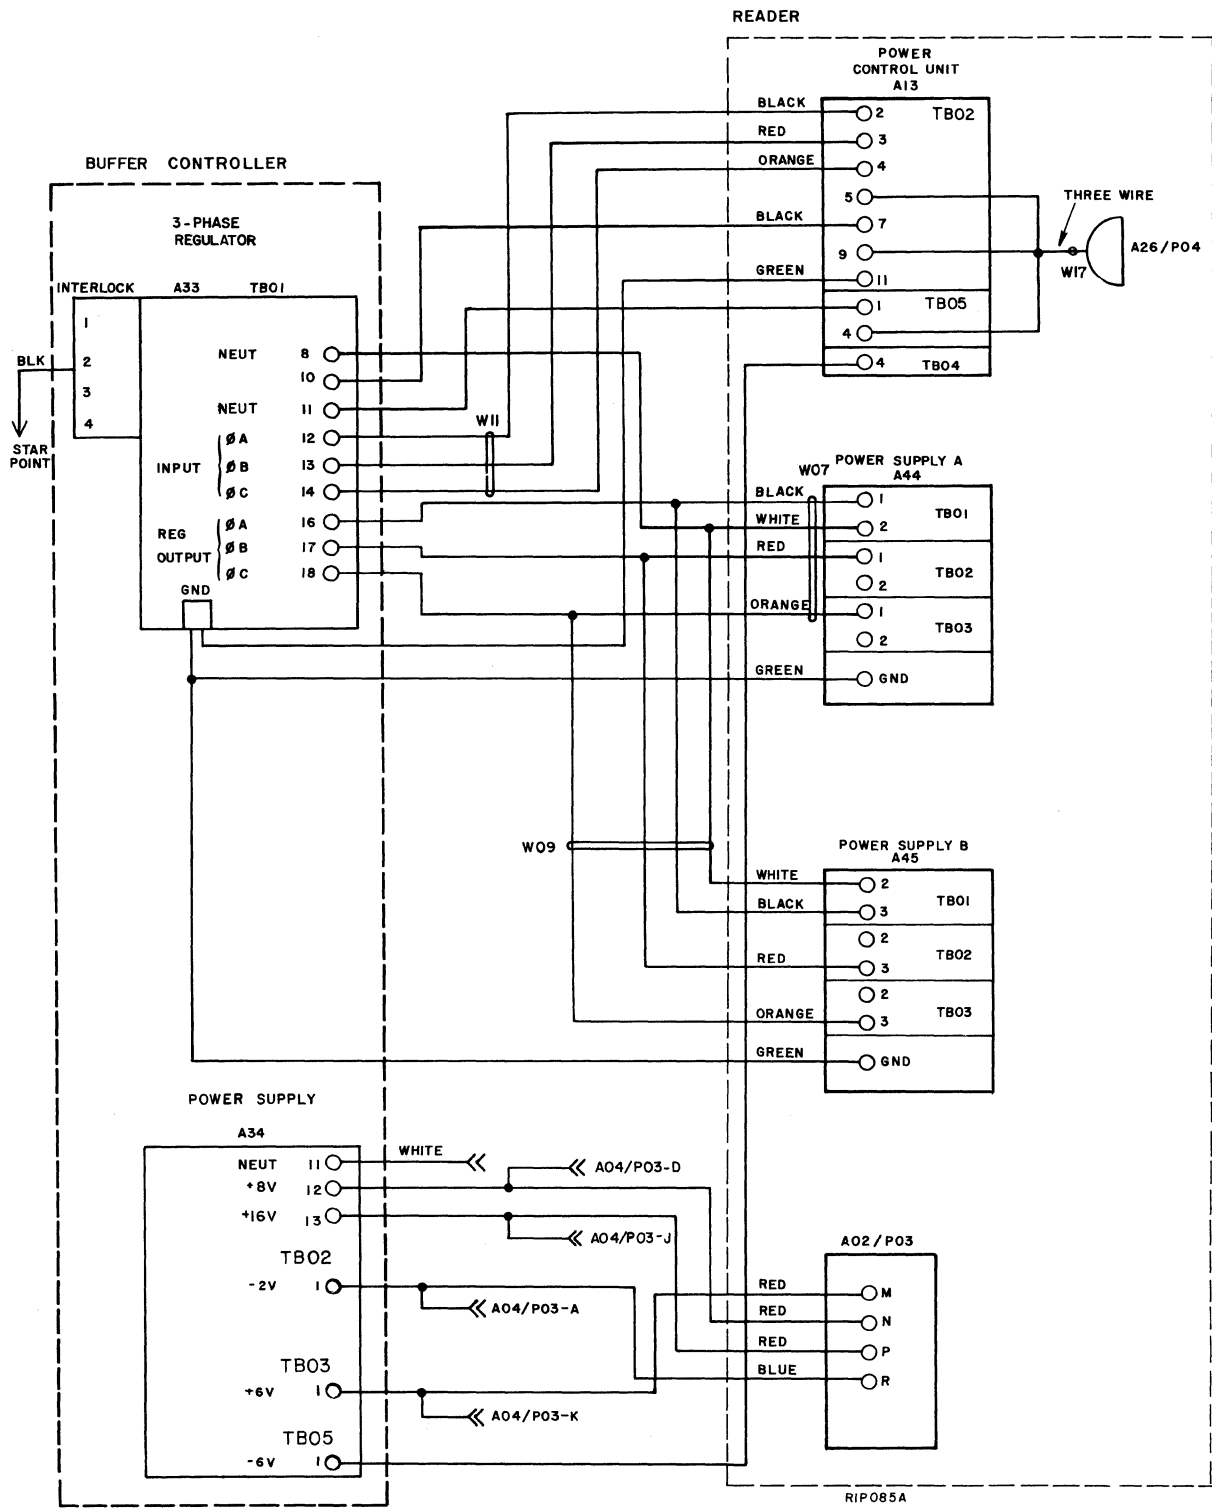 READER
POWER
CONTROL UNIT
A13
BLACK
2
TB02
RED
3
ORANGE
4
5
THREE WIRE
BLACK
7
9
A26/P04
W17
GREEN
11
1
TB05
4
4
TB04
BUFFER CONTROLLER
3-PHASE
REGULATOR
INTERLOCK
A33
TB01
1
2
3
4
BLK
STAR
POINT
NEUT 8
10
NEUT 11
ØA 12
INPUT ØB 13
ØC 14
REG ØA 16
OUTPUT ØB 17
ØC 18
GND
W11
W07
POWER SUPPLY A
A44
BLACK
1
TB01
WHITE
2
RED
1
TB02
2
ORANGE
1
TB03
2
GREEN
GND
W09
POWER SUPPLY B
A45
WHITE
2
TB01
BLACK
3
2
TB02
RED
3
2
TB03
ORANGE
3
GREEN
GND
POWER SUPPLY
A34
NEUT 11
WHITE
+8V 12
A04/P03-D
+16V 13
A04/P03-J
TB02
-2V 1
A04/P03-A
TB03
+6V 1
A04/P03-K
TB05
-6V 1
A02/P03
RED
M
RED
N
RED
P
BLUE
R
RIP085A